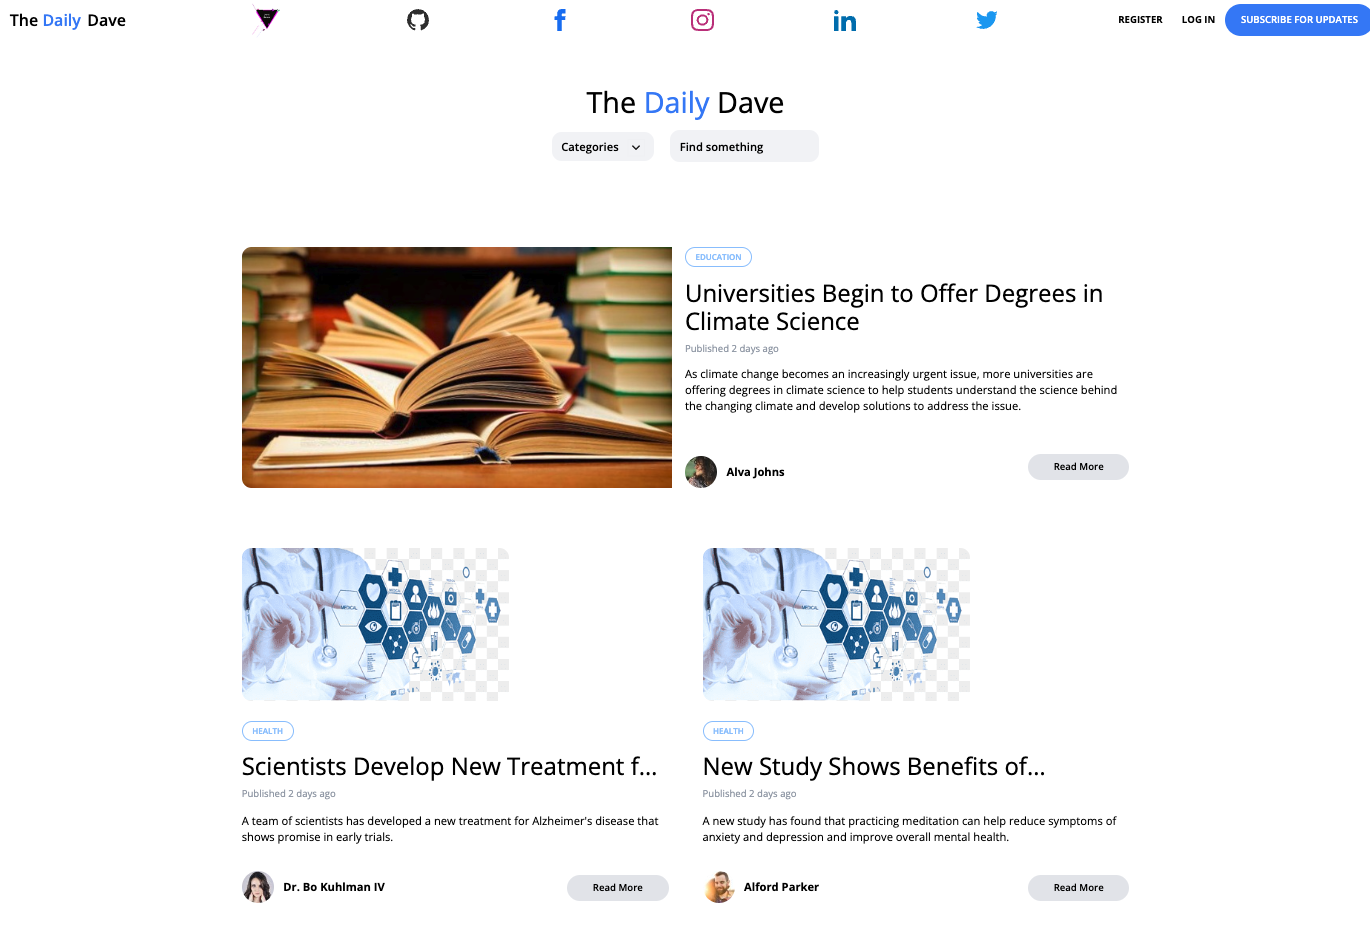 The Daily Dave
REGISTER
LOG IN
SUBSCRIBE FOR UPDATES
The Daily Dave
Categories
Find something
EDUCATION
Universities Begin to Offer Degrees in
Climate Science
Published 2 days ago
As climate change becomes an increasingly urgent issue, more universities are
offering degrees in climate science to help students understand the science behind
the changing climate and develop solutions to address the issue.
Alva Johns
Read More
MEDICAL
HEALTH
Scientists Develop New Treatment f...
Published 2 days ago
A team of scientists has developed a new treatment for Alzheimer's disease that
shows promise in early trials.
Dr. Bo Kuhlman IV
Read More
MEDICAL
HEALTH
New Study Shows Benefits of...
Published 2 days ago
A new study has found that practicing meditation can help reduce symptoms of
anxiety and depression and improve overall mental health.
Alford Parker
Read More